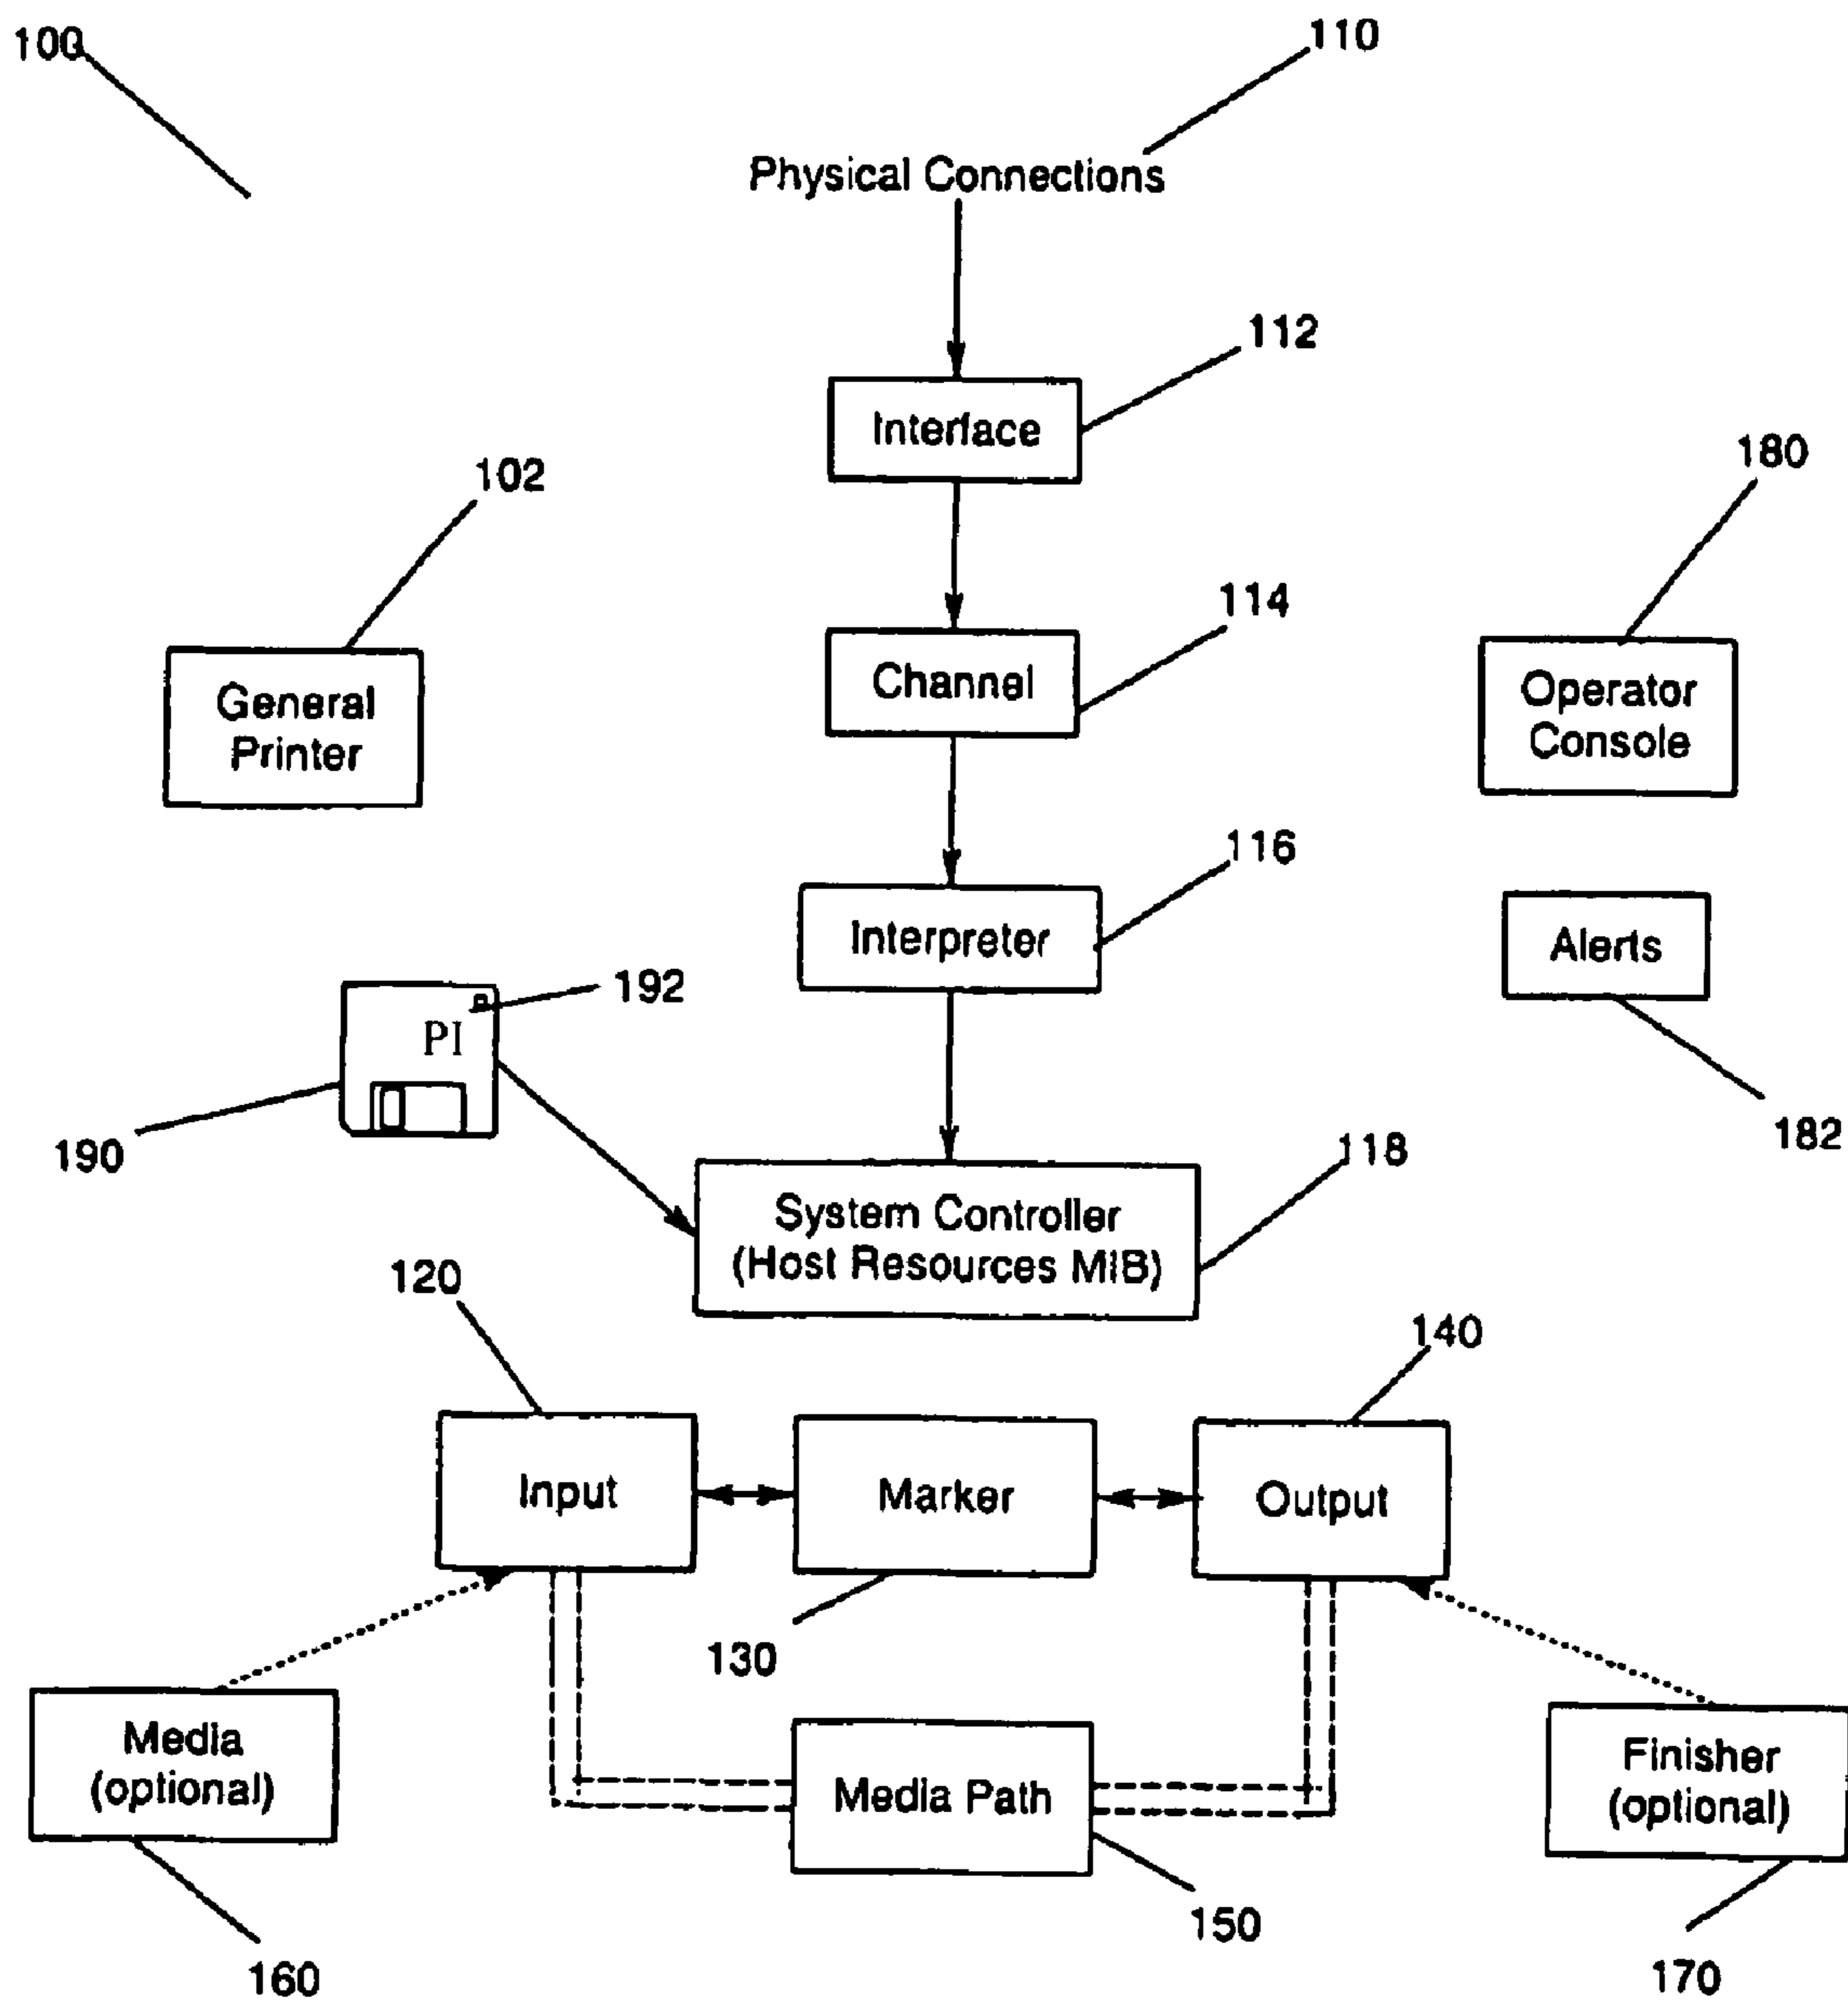 100
110
Physical Connections
112
Interface
102
180
114
General
Printer
Channel
Operator
Console
116
Interpreter
Alerts
192
PI
190
182
118
System Controller
(Host Resources MIB)
120
140
Input
Marker
Output
130
Media
(optional)
Media Path
Finisher
(optional)
150
160
170